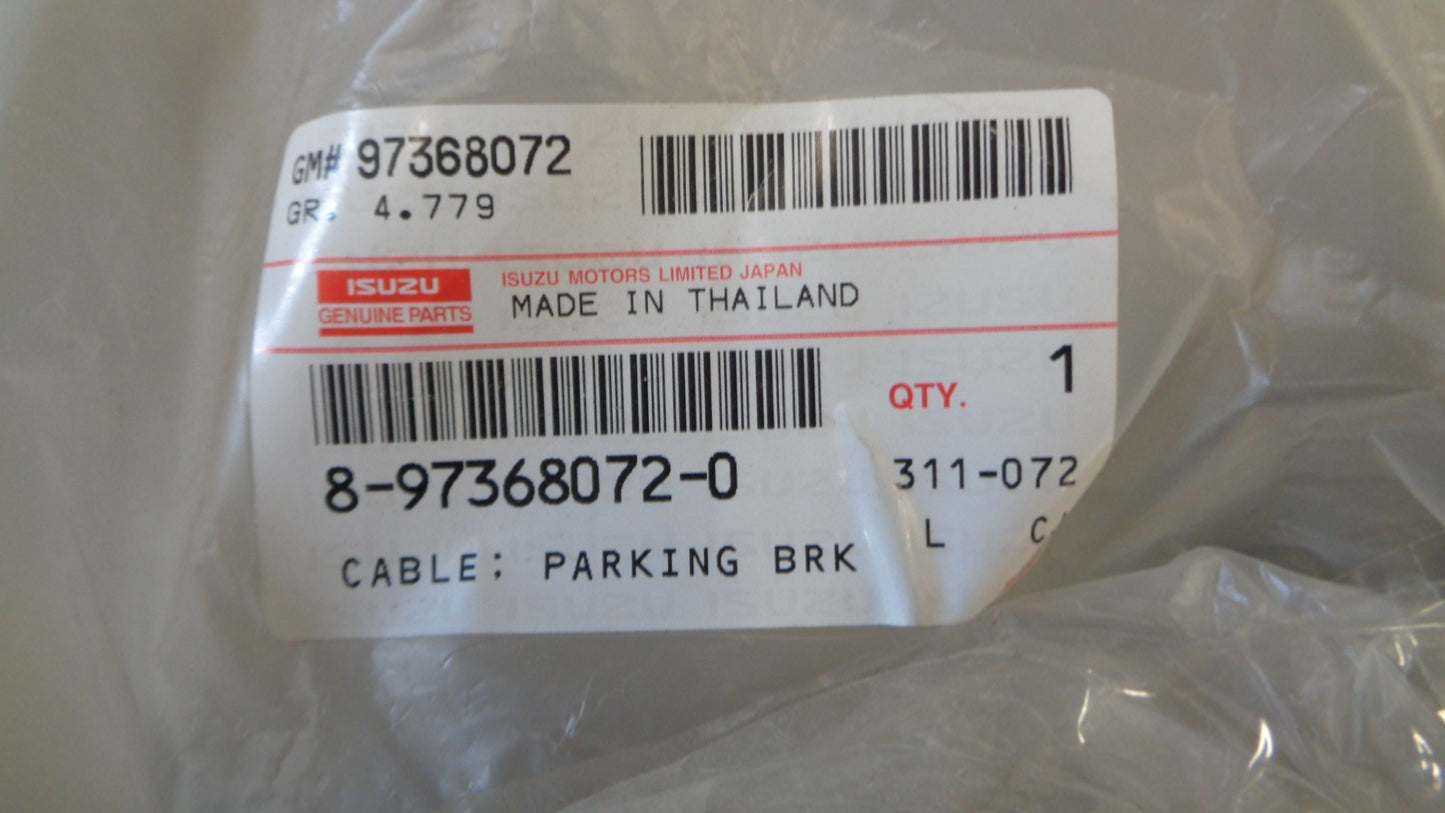 GM# 97368072
GR. 4.779
ISUZU
GENUINE PARTS
ISUZU MOTORS LIMITED JAPAN
MADE IN THAILAND
QTY. 1
8-97368072-0
311-072
L
CABLE; PARKING BRK